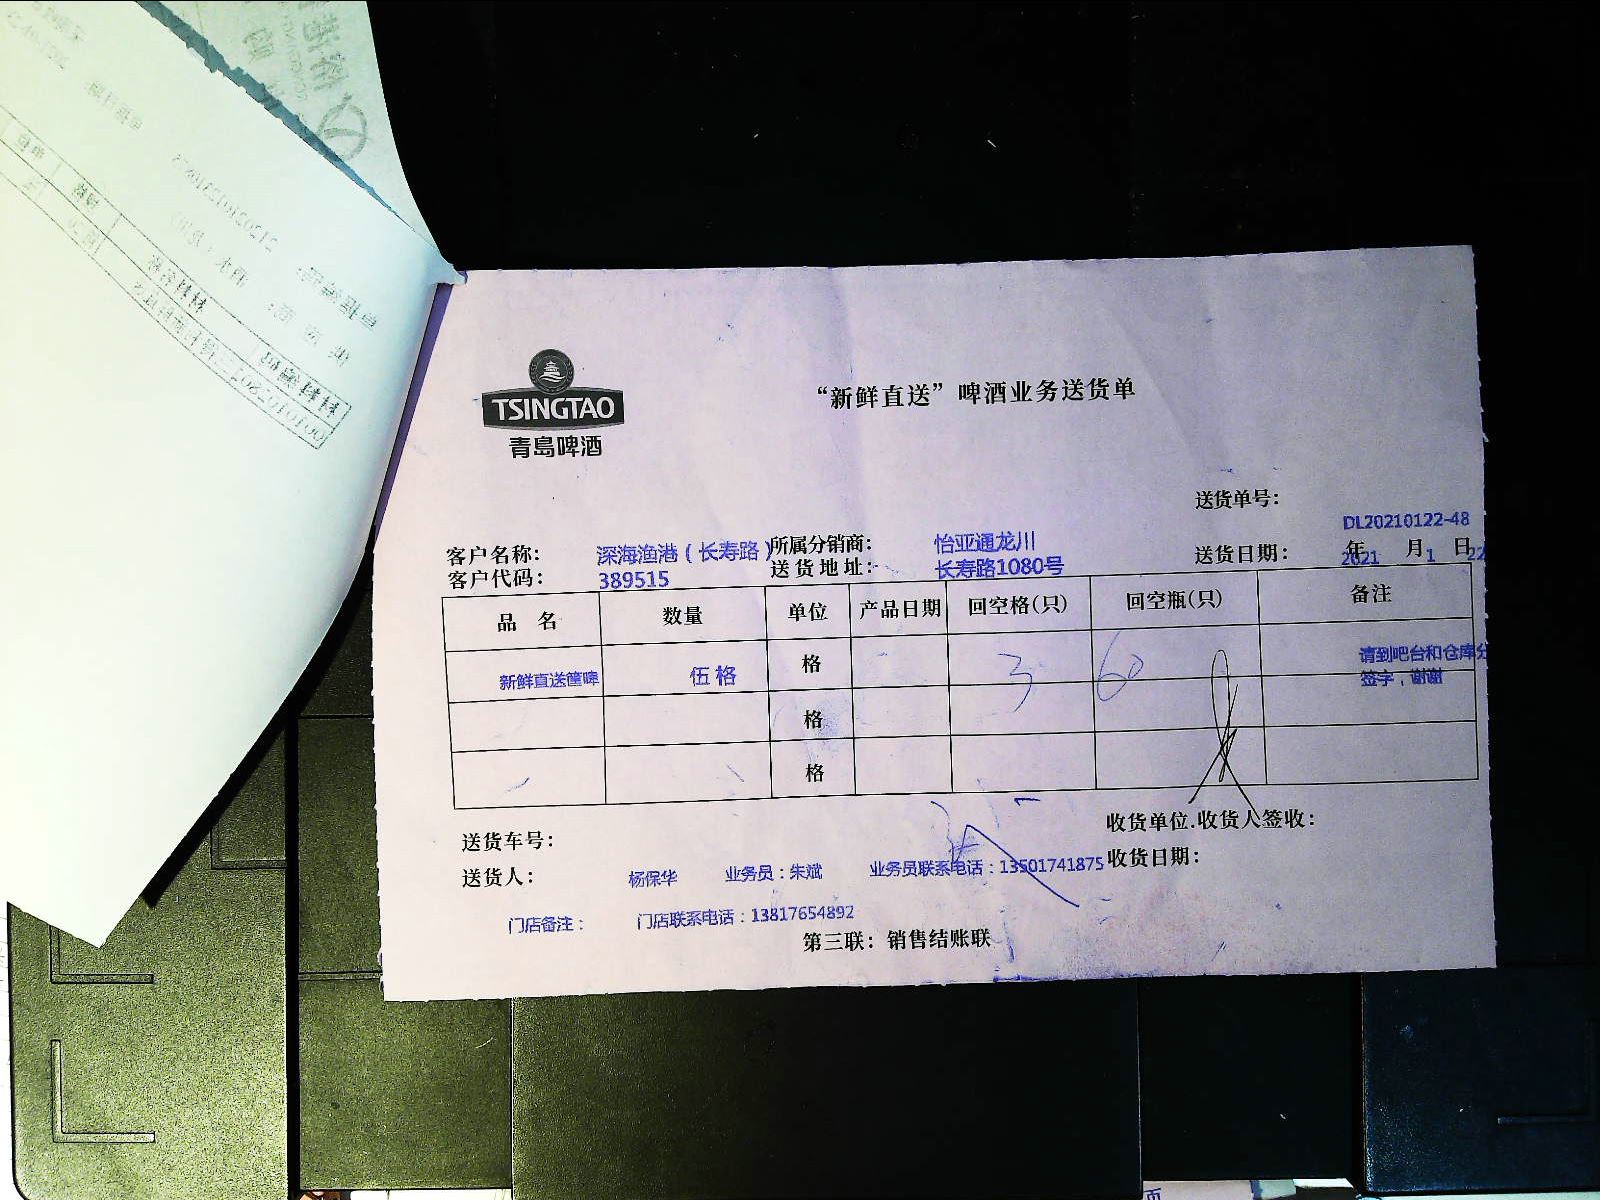 TSINGTAO
青岛啤酒
“新鲜直送”啤酒业务送货单
送货单号: DL20210122-48
客户名称: 深海渔港（长寿路） 所属分销商: 怡亚通龙川 送货日期: 2021年1月22日
客户代码: 389515 送货地址: 长寿路1080号
品名 数量 单位 产品日期 回空格(只) 回空瓶(只) 备注
新鲜直送筐啤 伍格 格 3 60 请到吧台和仓库分
签字，谢谢
格
格
送货车号: 收货单位.收货人签收:
送货人: 杨保华 业务员：朱斌 业务员联系电话：13501741875 收货日期:
门店备注： 门店联系电话：13817654892
第三联: 销售结账联